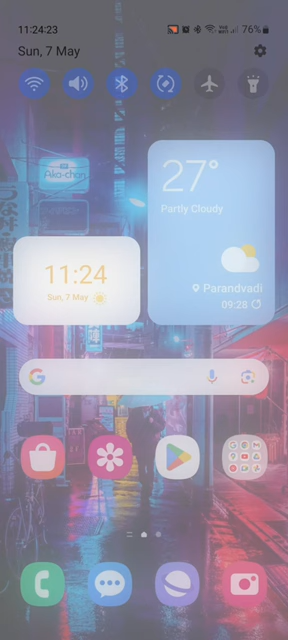 11:24:23
76%
Sun, 7 May
Ako-chan
27°
Partly Cloudy
11:24
Sun, 7 May
Parandvadi
09:28